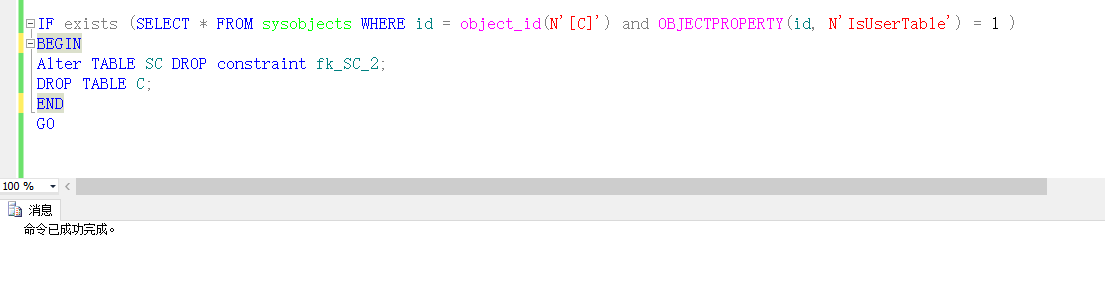 IF exists (SELECT * FROM sysobjects WHERE id = object_id(N'[C]') and OBJECTPROPERTY(id, N'IsUserTable') = 1 )
BEGIN
Alter TABLE SC DROP constraint fk_SC_2;
DROP TABLE C;
END
GO
100 %
消息
命令已成功完成。